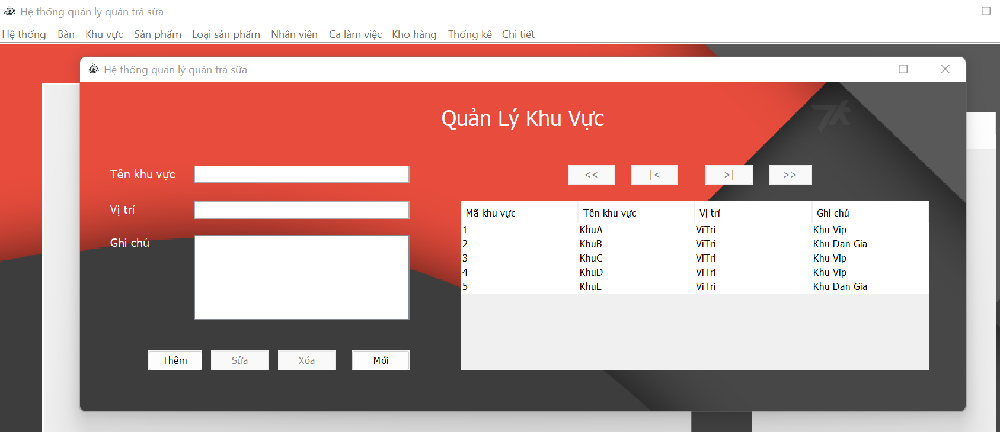 Hệ thống quản lý quán trà sữa
Hệ thống Bàn Khu vực Sản phẩm Loại sản phẩm Nhân viên Ca làm việc Kho hàng Thống kê Chi tiết
Hệ thống quản lý quán trà sữa
Quản Lý Khu Vực
Tên khu vực
Vị trí
Ghi chú
Thêm Sửa Xóa Mới
<< |< >| >>
Mã khu vực Tên khu vực Vị trí Ghi chú
1 KhuA ViTri Khu Vip
2 KhuB ViTri Khu Dan Gia
3 KhuC ViTri Khu Vip
4 KhuD ViTri Khu Vip
5 KhuE ViTri Khu Dan Gia